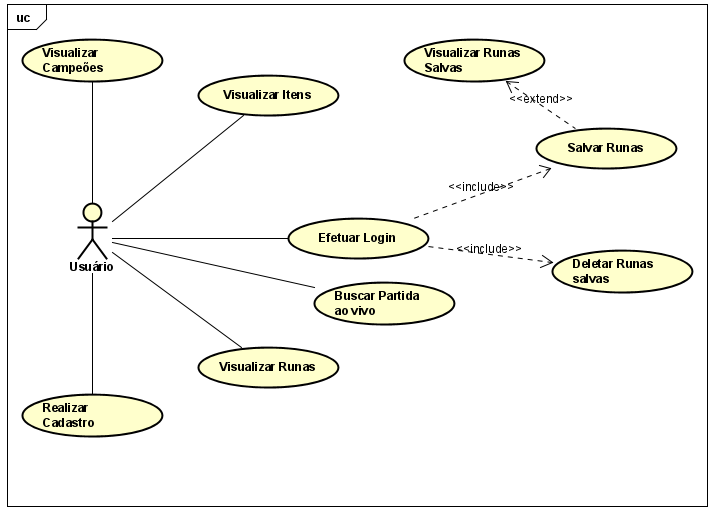 uc
Visualizar
Campeões
Visualizar Runas
Salvas
Visualizar Itens
<<extend>>
Salvar Runas
<<include>>
Efetuar Login
<<include>>
Deletar Runas
salvas
Usuário
Buscar Partida
ao vivo
Visualizar Runas
Realizar
Cadastro